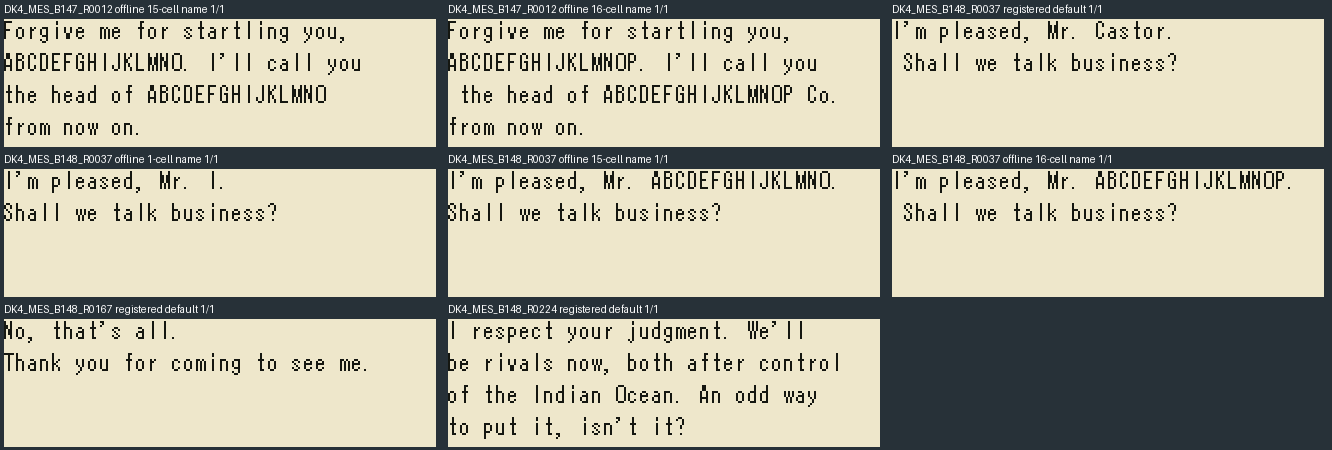 DK4_MES_B147_R0012 offline 15-cell name 1/1
Forgive me for startling you,
ABCDEFGHIJKLMNO. I'll call you
the head of ABCDEFGHIJKLMNO
from now on.
DK4_MES_B147_R0012 offline 16-cell name 1/1
Forgive me for startling you,
ABCDEFGHIJKLMNOP. I'll call you
the head of ABCDEFGHIJKLMNOP Co.
from now on.
DK4_MES_B148_R0037 registered default 1/1
I'm pleased, Mr. Castor.
Shall we talk business?
DK4_MES_B148_R0037 offline 1-cell name 1/1
I'm pleased, Mr. I.
Shall we talk business?
DK4_MES_B148_R0037 offline 15-cell name 1/1
I'm pleased, Mr. ABCDEFGHIJKLMNO.
Shall we talk business?
DK4_MES_B148_R0037 offline 16-cell name 1/1
I'm pleased, Mr. ABCDEFGHIJKLMNOP.
Shall we talk business?
DK4_MES_B148_R0167 registered default 1/1
No, that's all.
Thank you for coming to see me.
DK4_MES_B148_R0224 registered default 1/1
I respect your judgment. We'll
be rivals now, both after control
of the Indian Ocean. An odd way
to put it, isn't it?